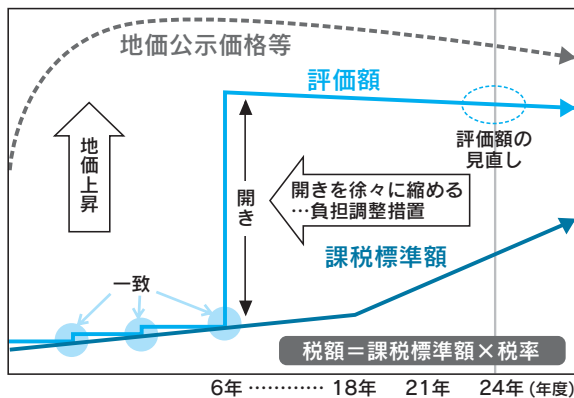 地価公示価格等
評価額
地価上昇
評価額の
見直し
開き
開きを徐々に縮める
…負担調整措置
課税標準額
一致
税額＝課税標準額×税率
6年 ………… 18年 21年 24年 (年度)